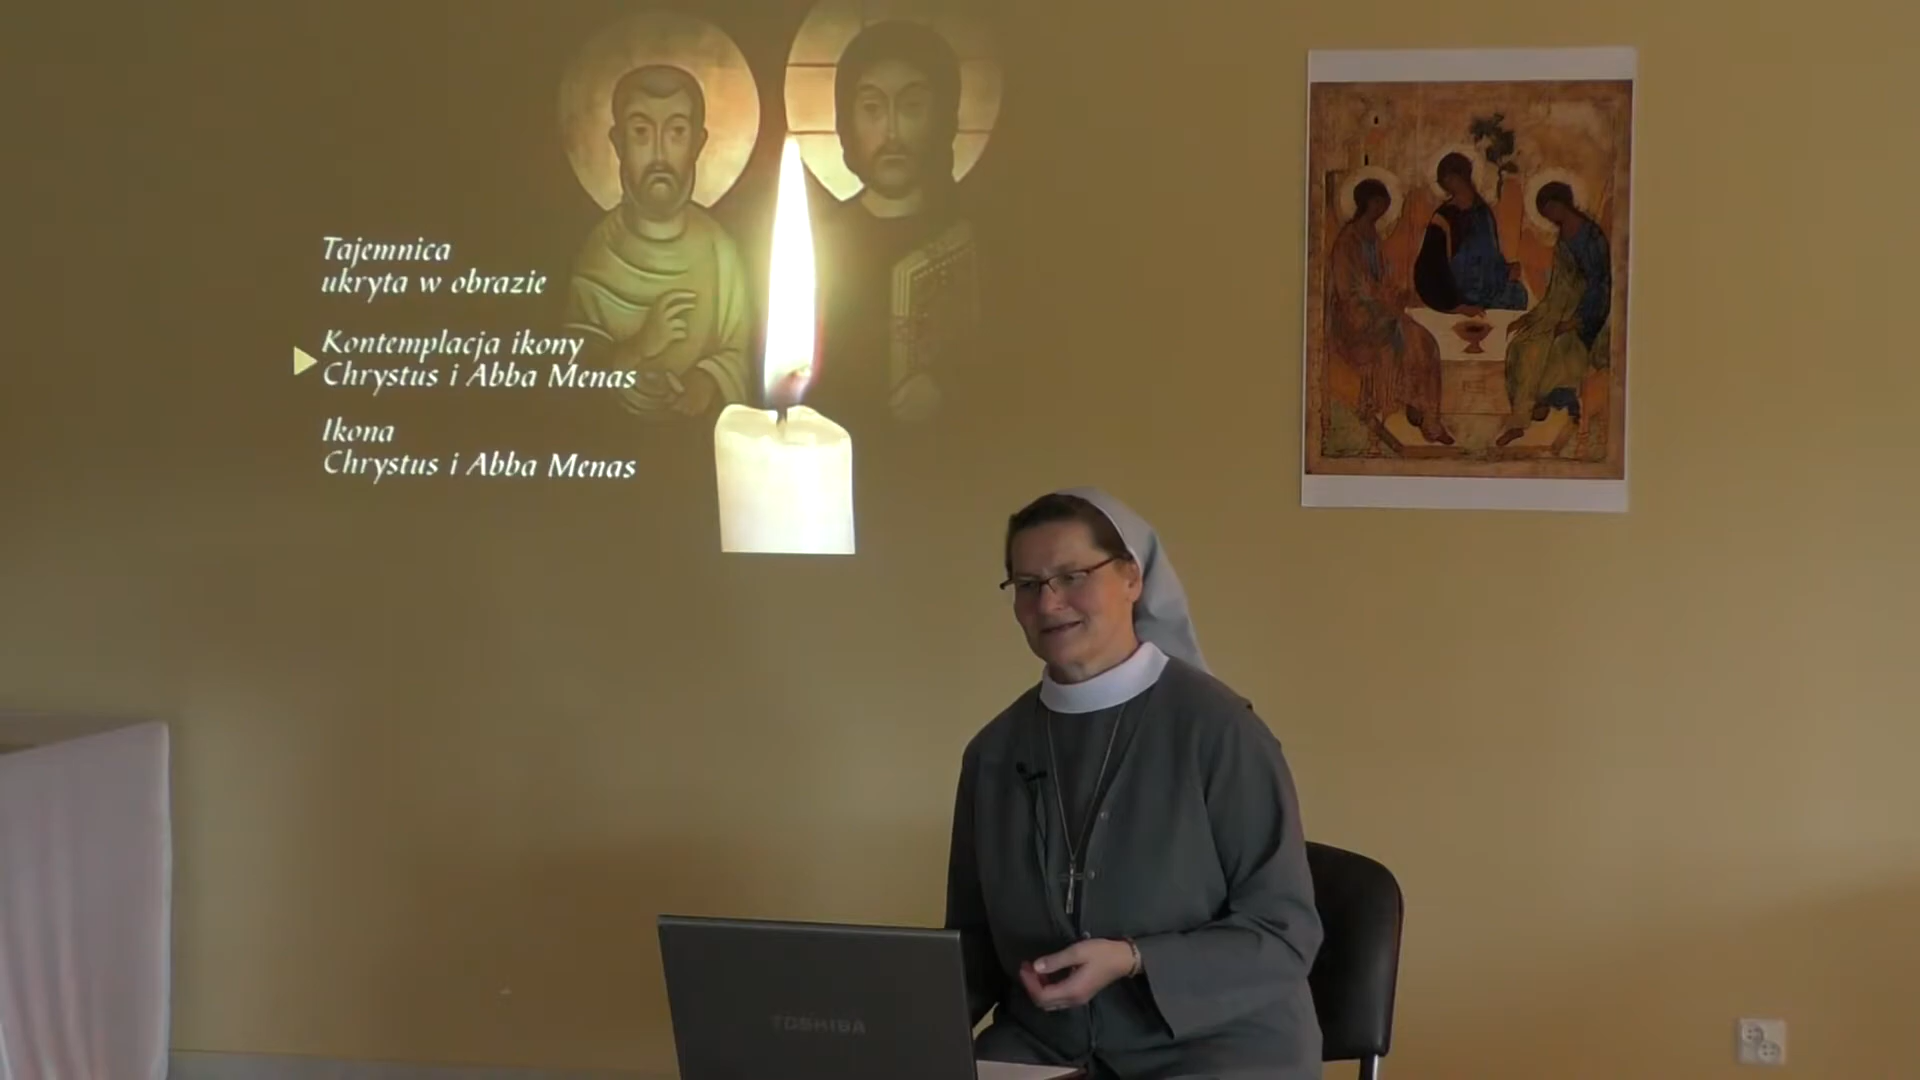 Tajemnica
ukryta w obrazie
Kontemplacja ikony
Chrystus i Abba Menas
Ikona
Chrystus i Abba Menas
TOSHIBA